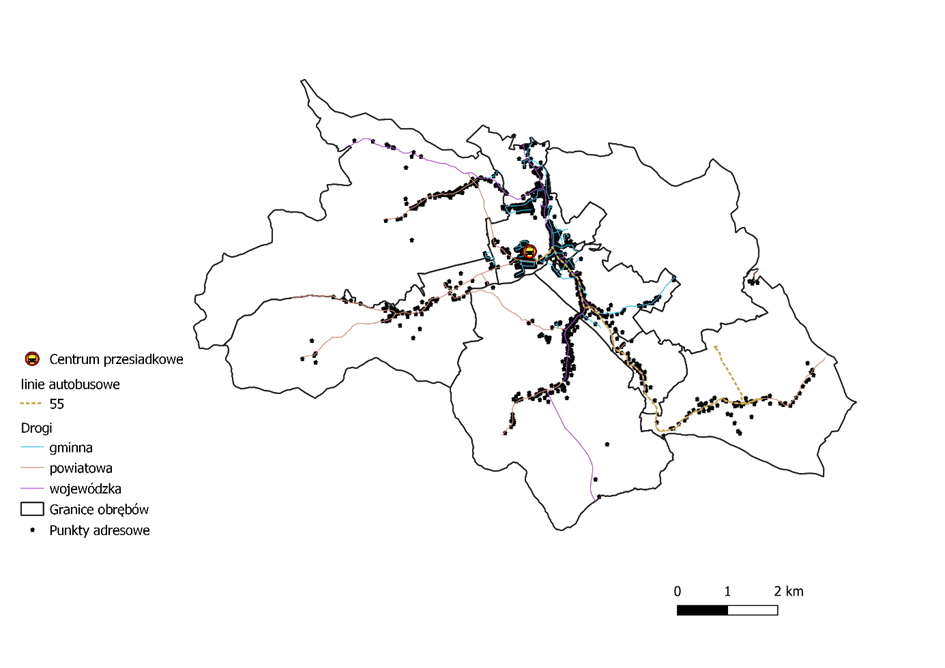 Centrum przesiadkowe
linie autobusowe
55
Drogi
gminna
powiatowa
wojewódzka
Granice obrębów
Punkty adresowe
0 1 2 km